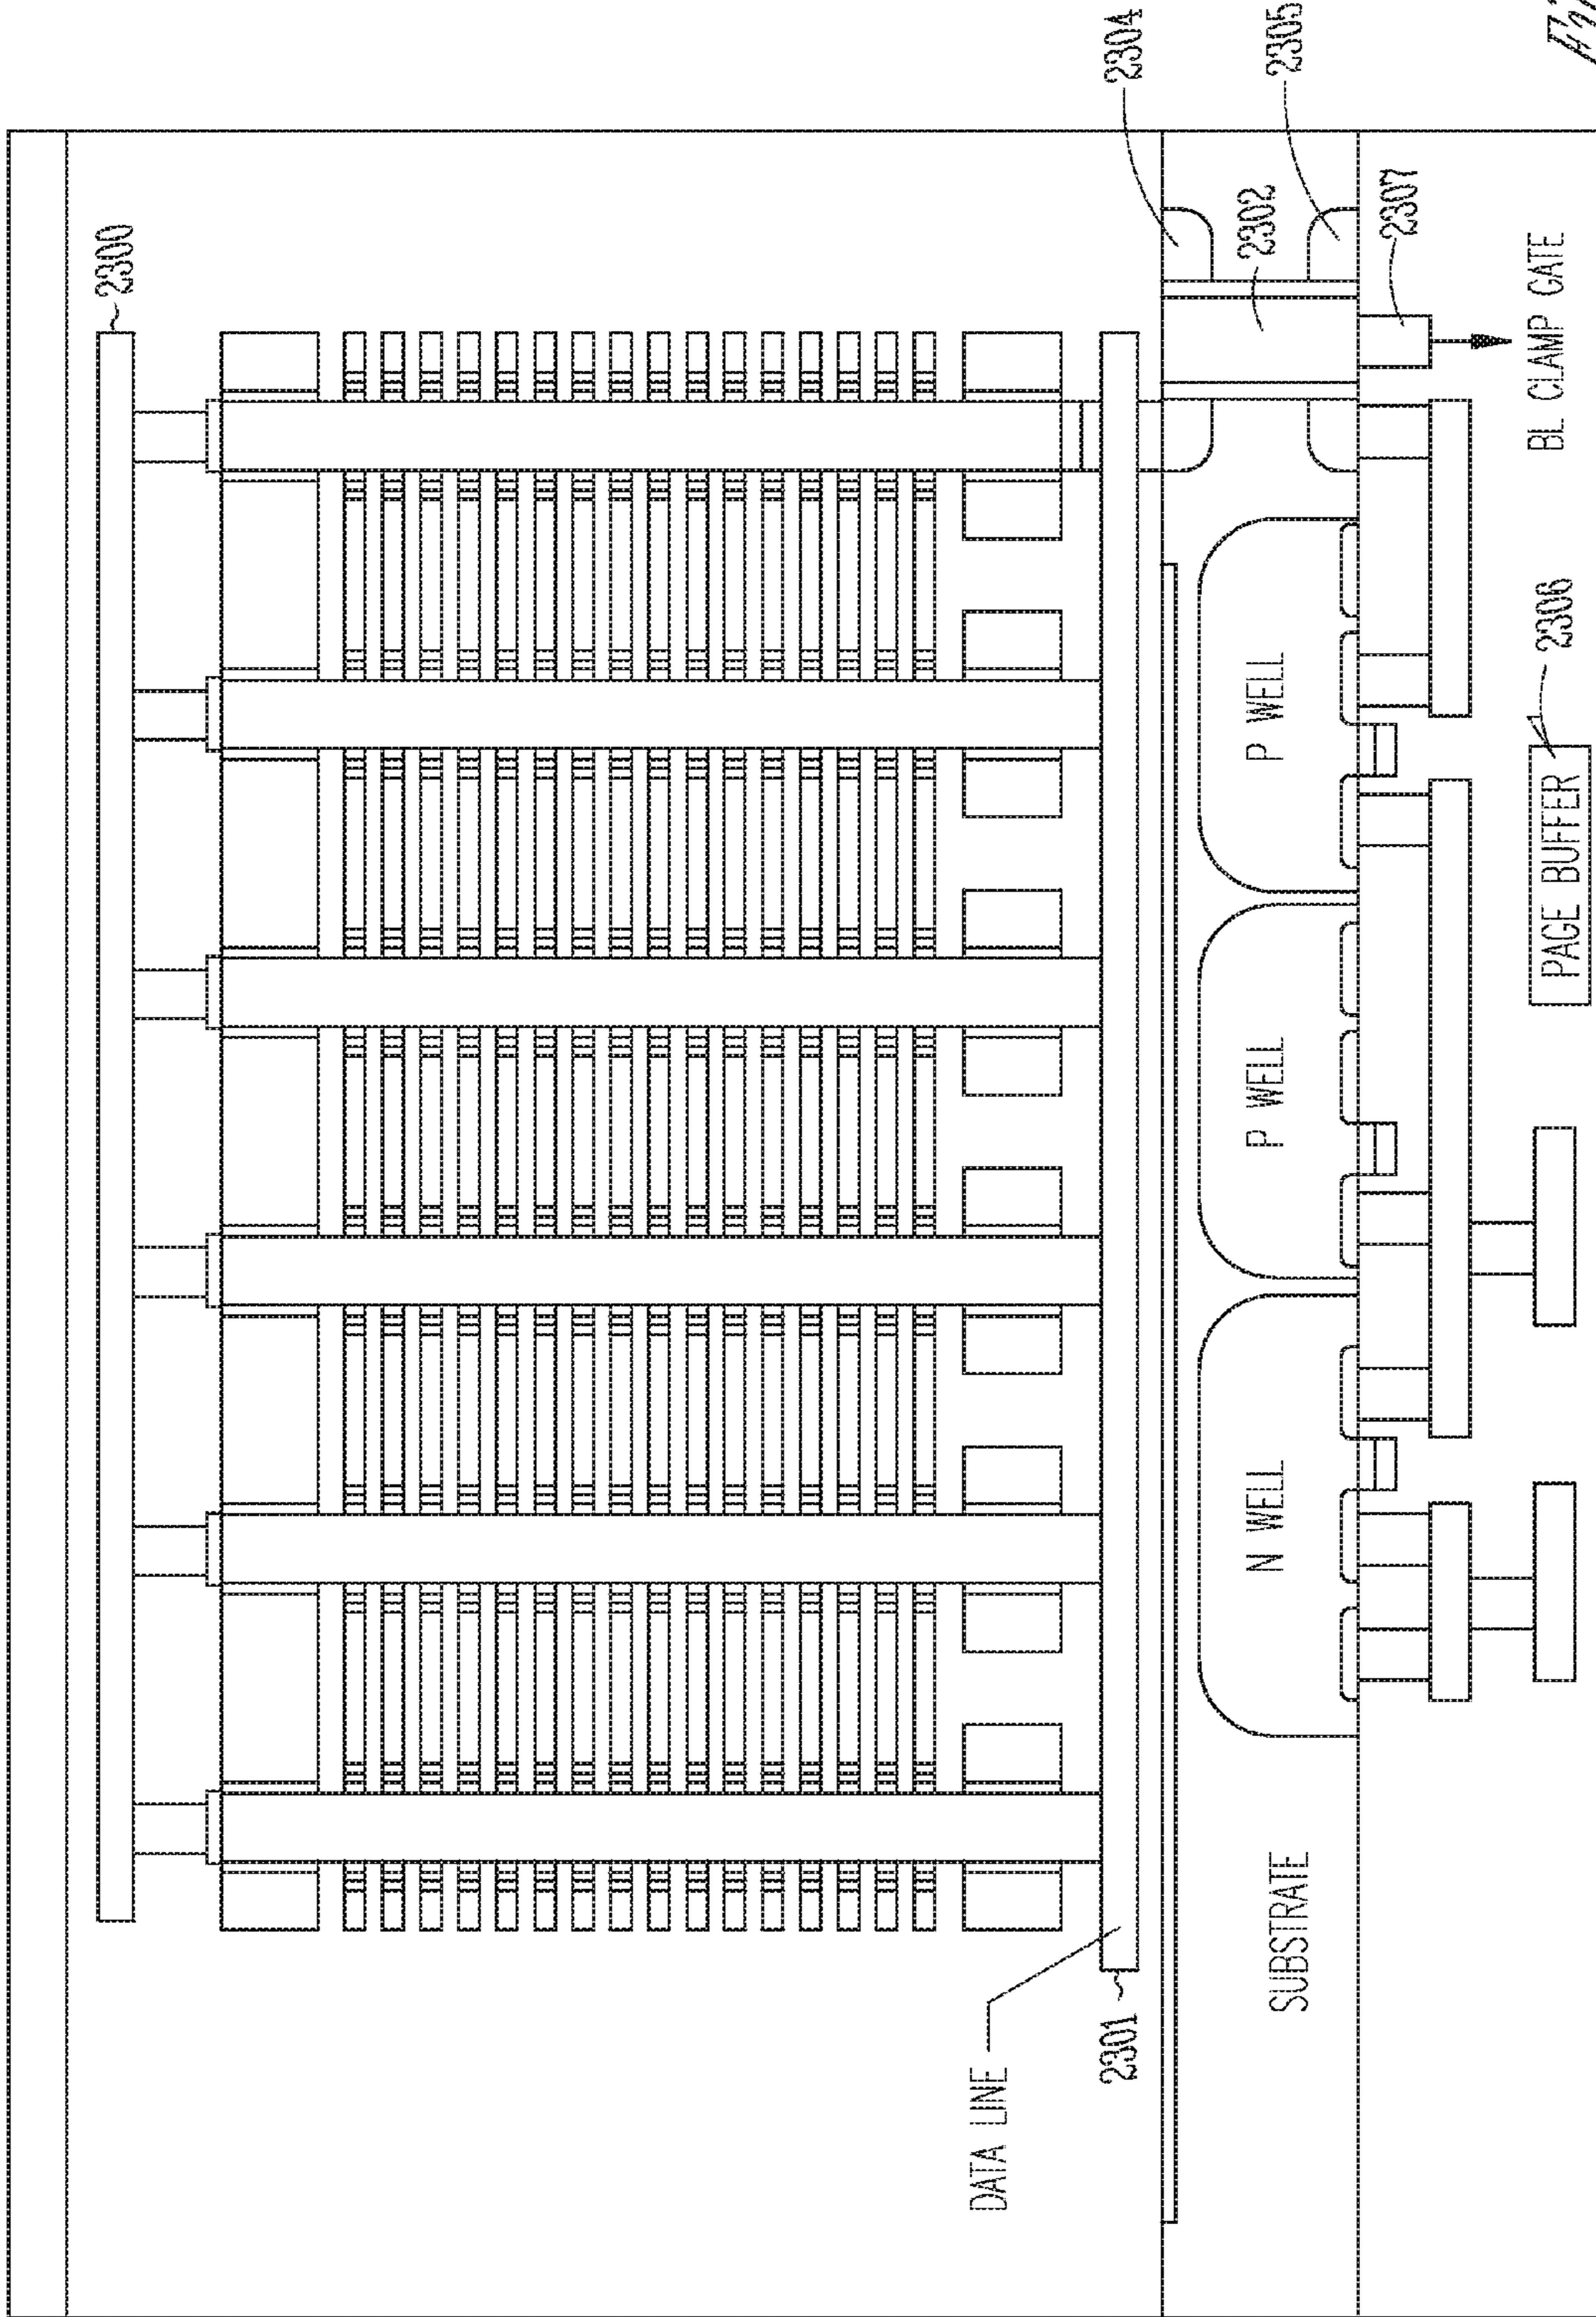 2300
2304
2305
2302
2307
BL CLAMP GATE
P WELL
2306
PAGE BUFFER
P WELL
N WELL
SUBSTRATE
DATA LINE
2301